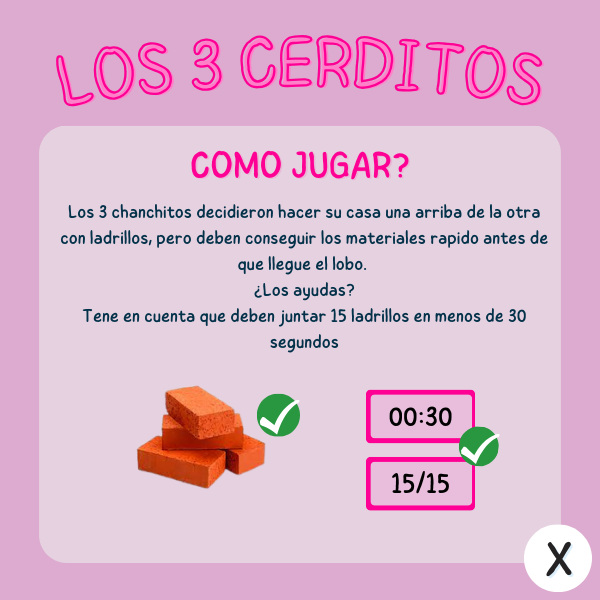 LOS 3 CERDITOS
COMO JUGAR?
Los 3 chanchitos decidieron hacer su casa una arriba de la otra
con ladrillos, pero deben conseguir los materiales rapido antes de
que llegue el lobo.
¿Los ayudas?
Tene en cuenta que deben juntar 15 ladrillos en menos de 30
segundos
00:30
15/15
X